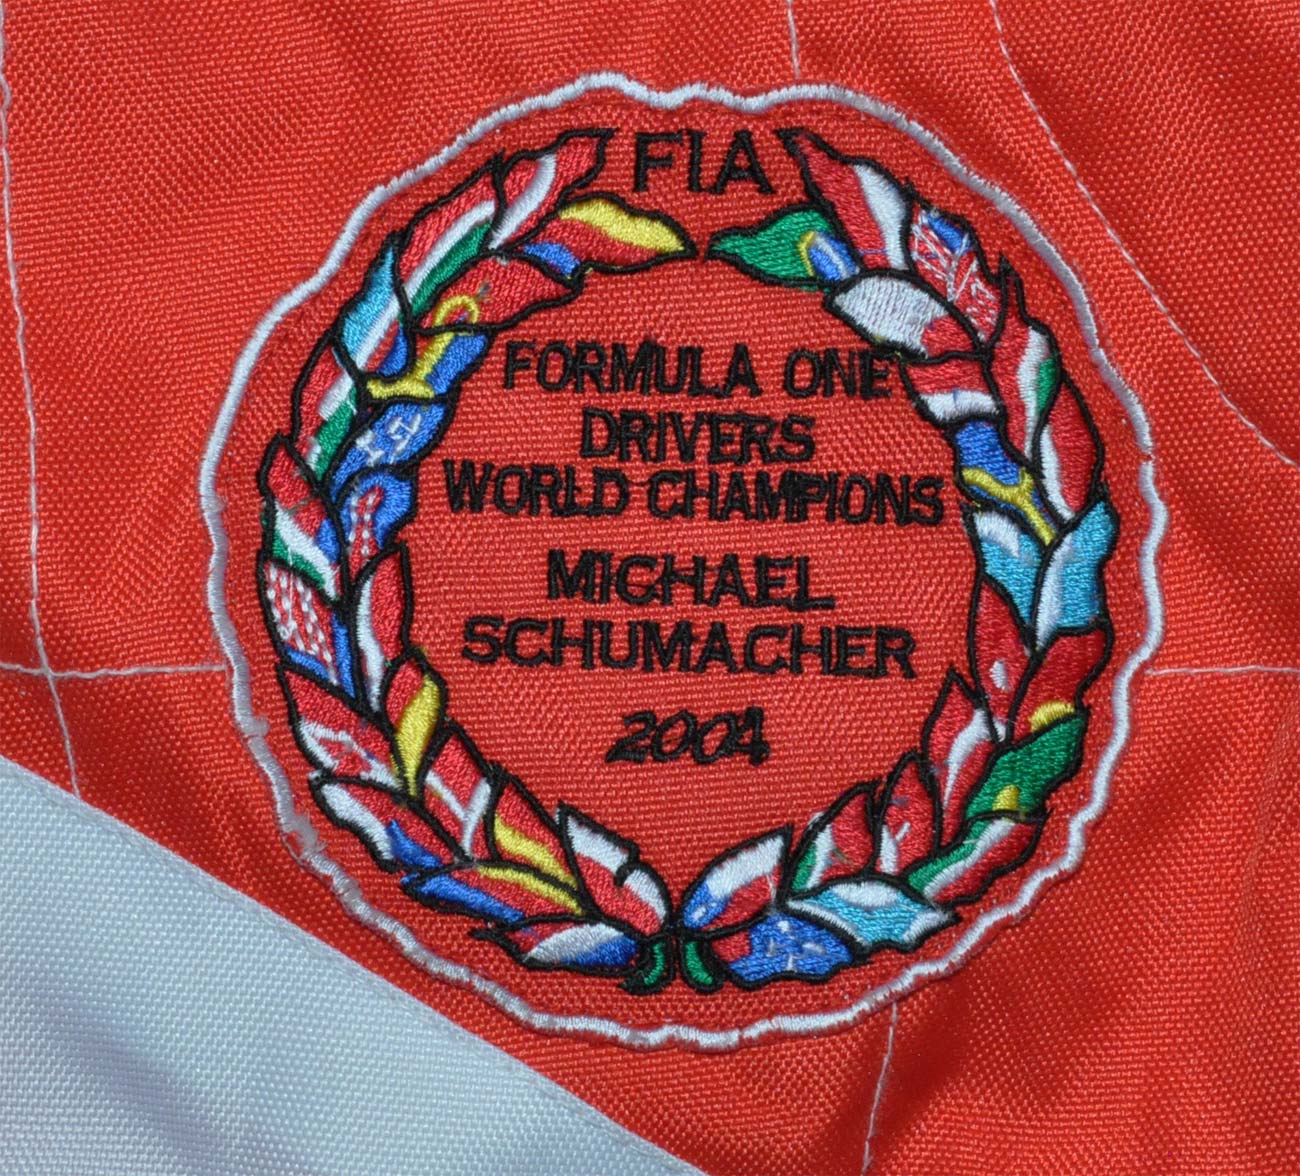 FIA
FORMULA ONE
DRIVERS
WORLD CHAMPIONS
MICHAEL
SCHUMACHER
2004